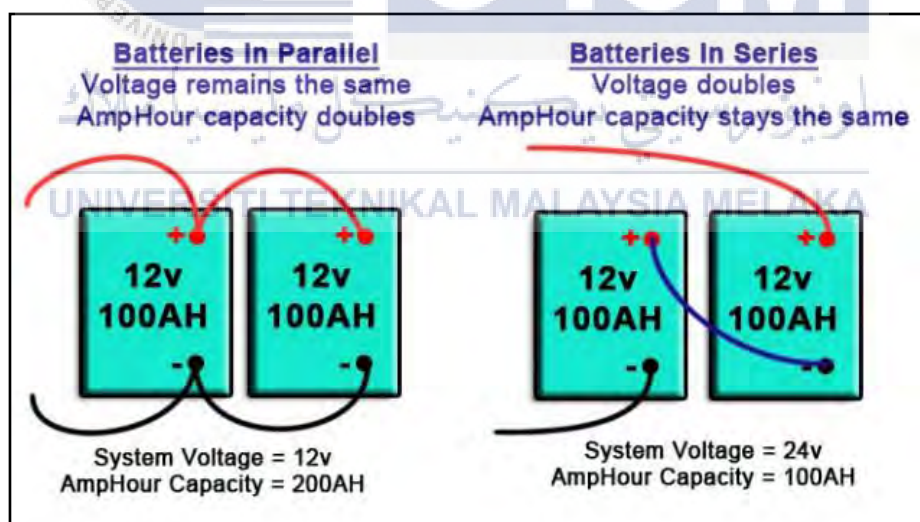 Batteries In Parallel
Voltage remains the same
AmpHour capacity doubles
+
+
12v
100AH
12v
100AH
-
-
System Voltage = 12v
AmpHour Capacity = 200AH
Batteries In Series
Voltage doubles
AmpHour capacity stays the same
+
+
12v
100AH
12v
100AH
-
-
System Voltage = 24v
AmpHour Capacity = 100AH
UNIVERSITI TEKNIKAL MALAYSIA MELAKA